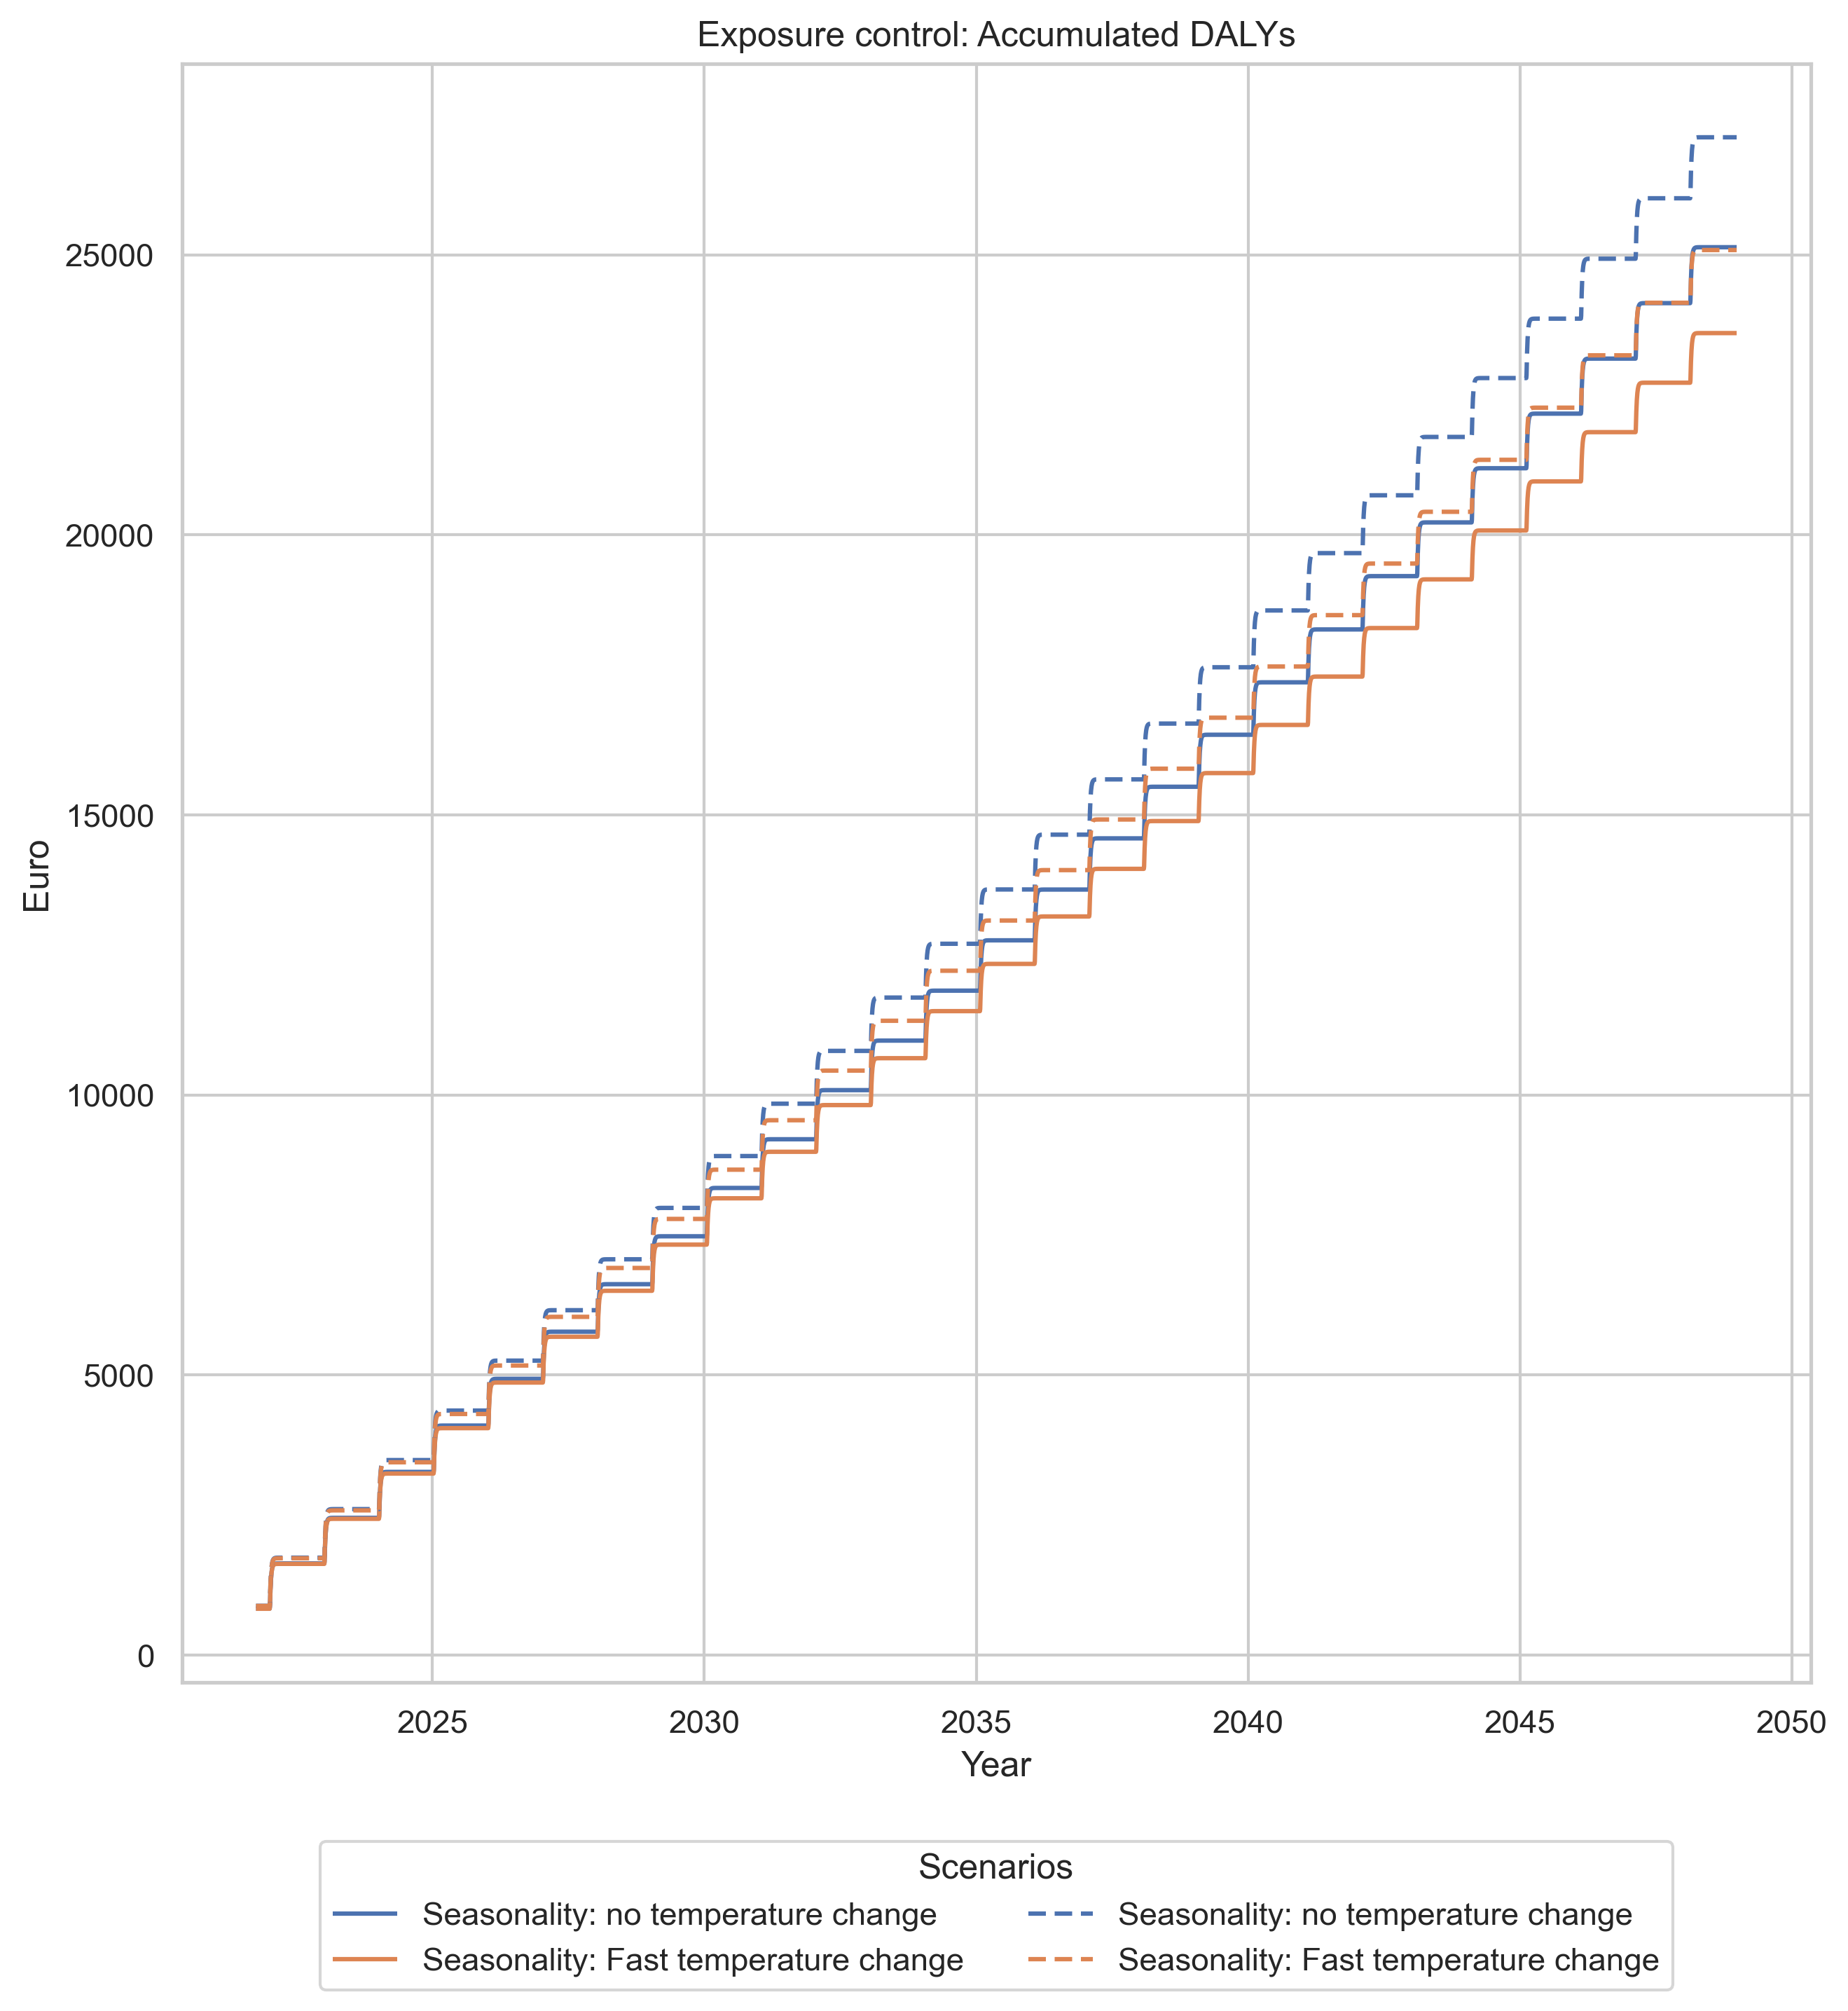 Exposure control: Accumulated DALYs
25000
20000
15000
10000
5000
0
Euro
2025 2030 2035 2040 2045 2050
Year
Scenarios
Seasonality: no temperature change Seasonality: no temperature change
Seasonality: Fast temperature change Seasonality: Fast temperature change